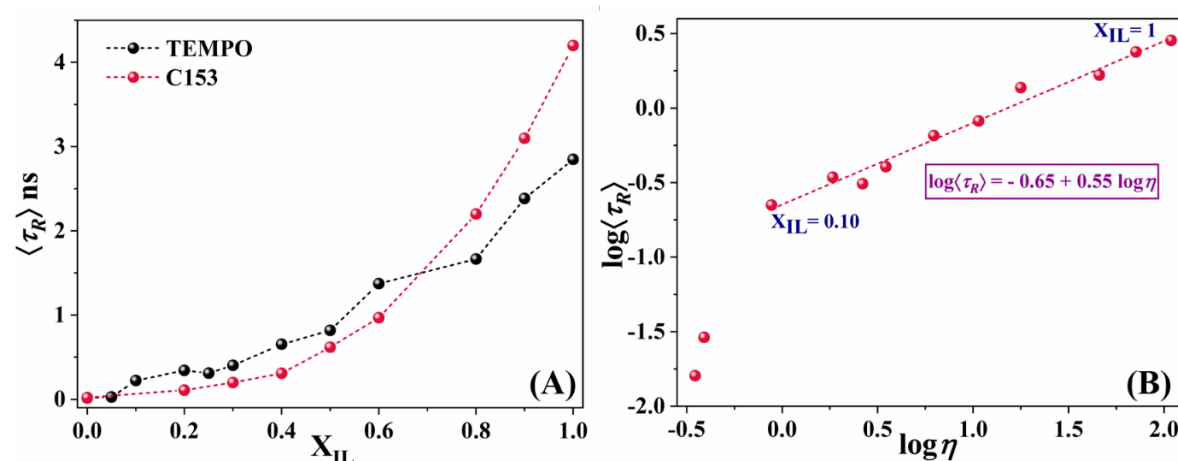 TEMPO
C153
4
3
2
1
0
⟨τR⟩ ns
0.0 0.2 0.4 0.6 0.8 1.0
XIL
(A)
0.5
0.0
-0.5
-1.0
-1.5
-2.0
log⟨τR⟩
XIL= 1
log⟨τR⟩ = - 0.65 + 0.55 logη
XIL= 0.10
-0.5 0.0 0.5 1.0 1.5 2.0
logη
(B)